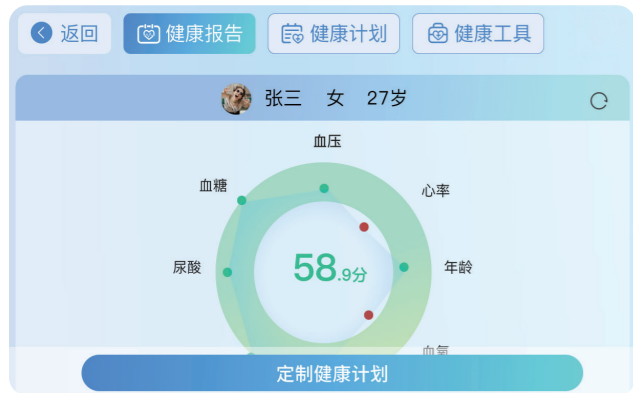 返回 健康报告 健康计划 健康工具
张三 女 27岁
血压
血糖 心率
尿酸 58.9分 年龄
血氧
定制健康计划